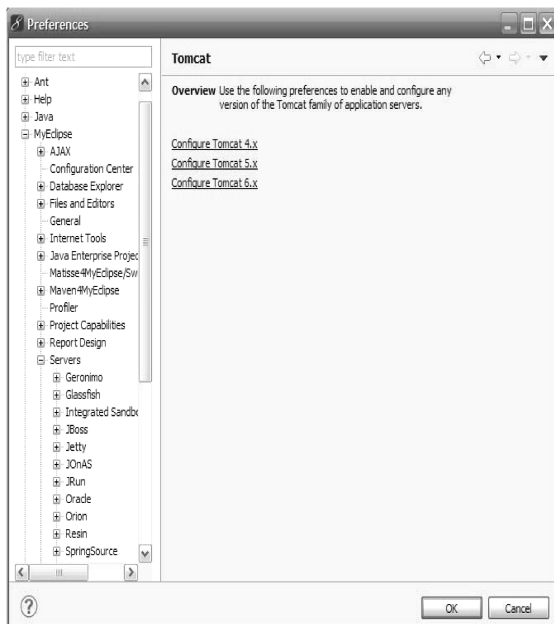 Preferences
type filter text
Ant
Help
Java
MyEclipse
AJAX
Configuration Center
Database Explorer
Files and Editors
General
Internet Tools
Java Enterprise Projec
Matisse4MyEclipse/Sw
Maven4MyEclipse
Profiler
Project Capabilities
Report Design
Servers
Geronimo
Glassfish
Integrated Sandbo
JBoss
Jetty
JOnAS
JRun
Oracle
Orion
Resin
SpringSource
Tomcat
Overview Use the following preferences to enable and configure any
version of the Tomcat family of application servers.
Configure Tomcat 4.x
Configure Tomcat 5.x
Configure Tomcat 6.x
OK
Cancel